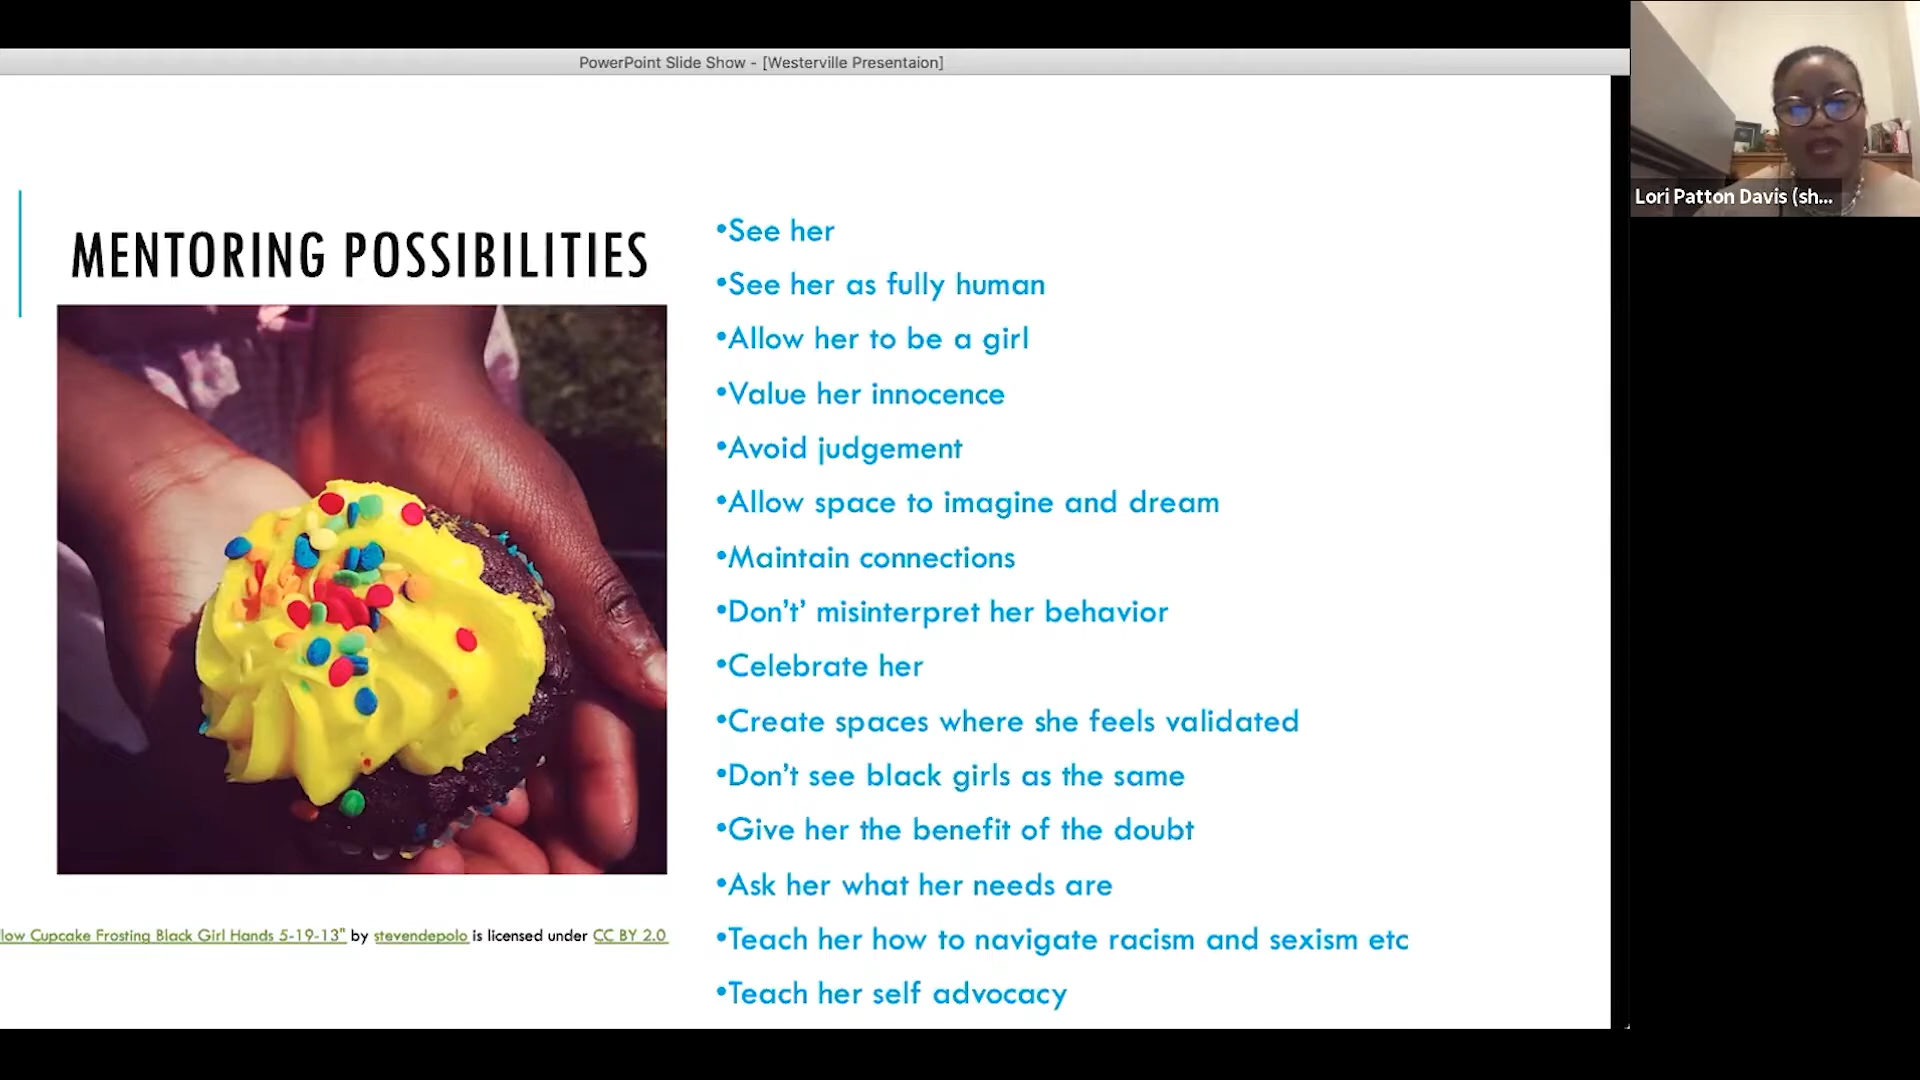 PowerPoint Slide Show - [Westerville Presentaion]
Lori Patton Davis (sh...
MENTORING POSSIBILITIES
•See her
•See her as fully human
•Allow her to be a girl
•Value her innocence
•Avoid judgement
•Allow space to imagine and dream
•Maintain connections
•Don’t’ misinterpret her behavior
•Celebrate her
•Create spaces where she feels validated
•Don’t see black girls as the same
•Give her the benefit of the doubt
•Ask her what her needs are
•Teach her how to navigate racism and sexism etc
•Teach her self advocacy
low Cupcake Frosting Black Girl Hands 5-19-13" by stevendepolo is licensed under CC BY 2.0